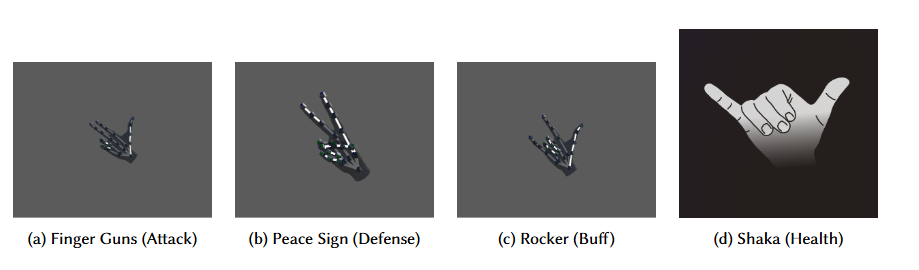 (a) Finger Guns (Attack)
(b) Peace Sign (Defense)
(c) Rocker (Buff)
(d) Shaka (Health)